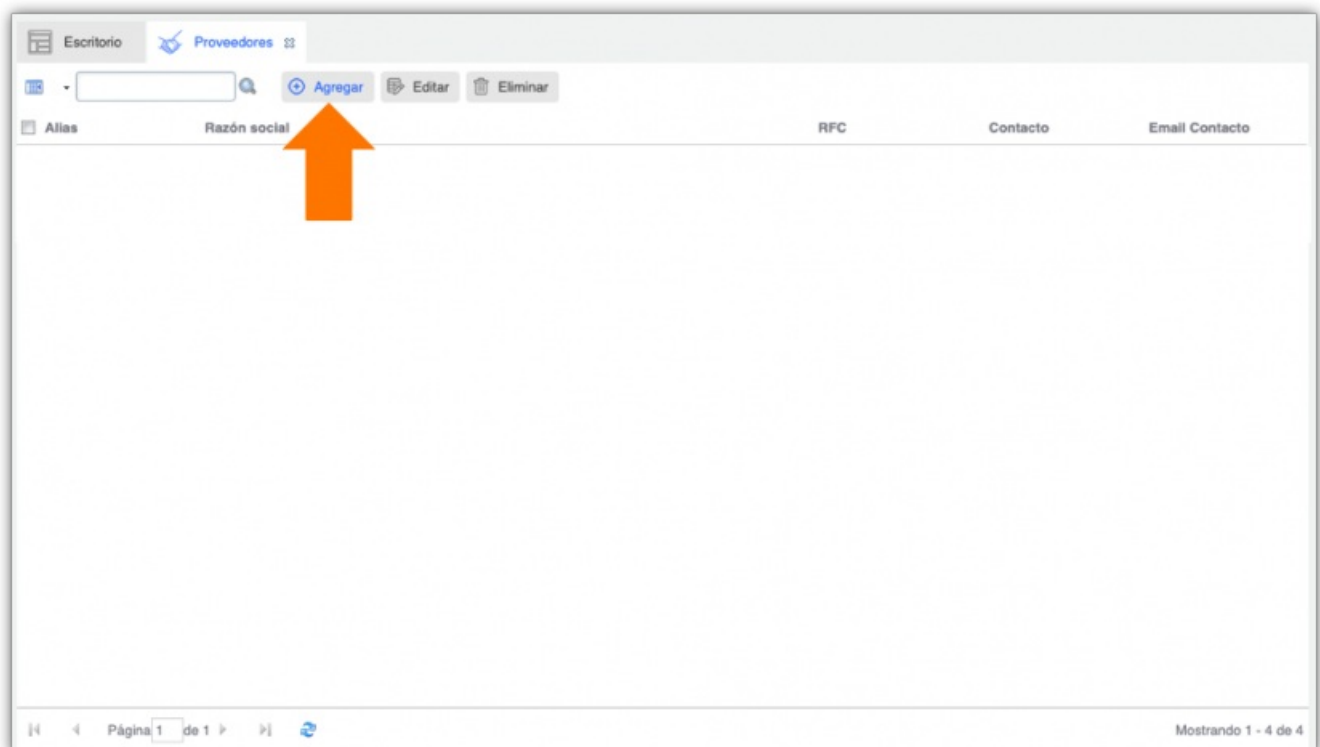 Escritorio Proveedores
Agregar Editar Eliminar
Alias Razón social RFC Contacto Email Contacto
Página 1 de 1 Mostrando 1 - 4 de 4